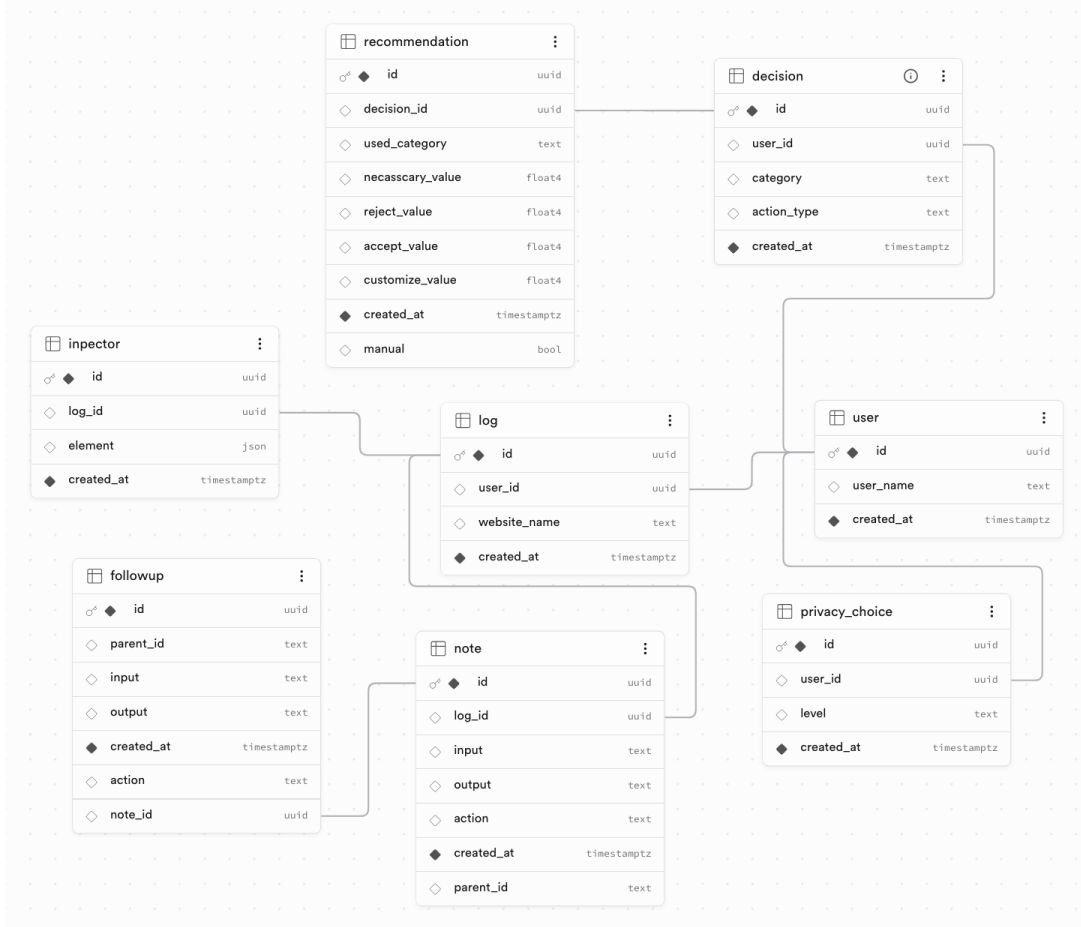 recommendation
id uuid
decision_id uuid
used_category text
necasscary_value float4
reject_value float4
accept_value float4
customize_value float4
created_at timestamptz
manual bool
decision
id uuid
user_id uuid
category text
action_type text
created_at timestamptz
inpector
id uuid
log_id uuid
element json
created_at timestamptz
log
id uuid
user_id uuid
website_name text
created_at timestamptz
user
id uuid
user_name text
created_at timestamptz
followup
id uuid
parent_id text
input text
output text
created_at timestamptz
action text
note_id uuid
note
id uuid
log_id uuid
input text
output text
action text
created_at timestamptz
parent_id text
privacy_choice
id uuid
user_id uuid
level text
created_at timestamptz